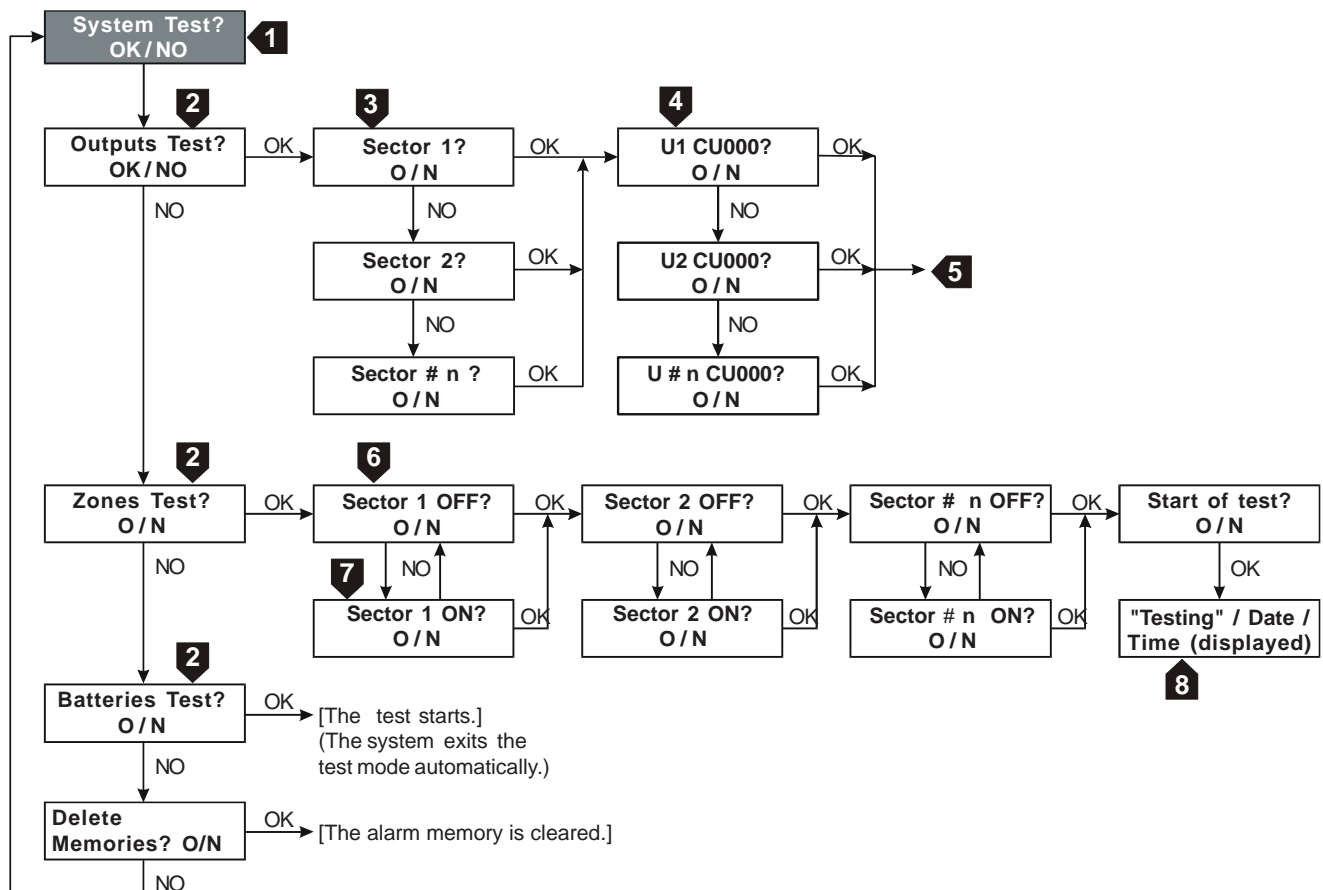 System Test?
OK / NO
1
2
3
4
Outputs Test?
OK / NO
OK
Sector 1?
O / N
OK
U1 CU000?
O / N
OK
NO
NO
NO
Sector 2?
O / N
OK
U2 CU000?
O / N
OK
5
NO
NO
Sector # n ?
O / N
OK
U # n CU000?
O / N
OK
2
6
Zones Test?
O / N
OK
Sector 1 OFF?
O / N
OK
Sector 2 OFF?
O / N
OK
Sector # n OFF?
O / N
OK
Start of test?
O / N
NO
7
NO
NO
NO
OK
Sector 1 ON?
O / N
OK
Sector 2 ON?
O / N
OK
Sector # n ON?
O / N
OK
"Testing" / Date /
Time (displayed)
8
2
Batteries Test?
O / N
OK
[The test starts.]
(The system exits the
test mode automatically.)
NO
Delete
Memories? O/N
OK
[The alarm memory is cleared.]
NO